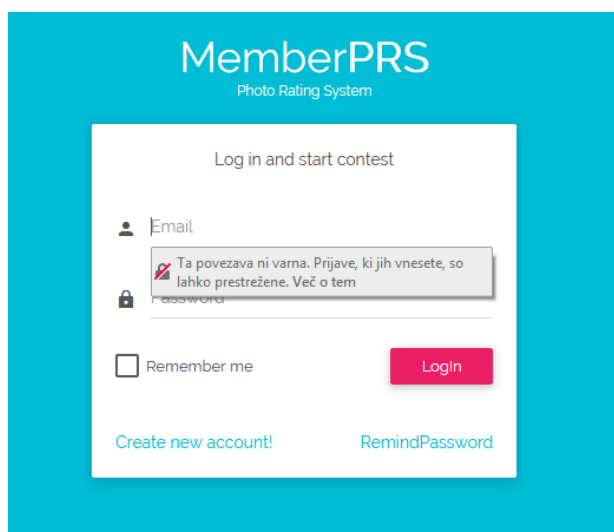 MemberPRS
Photo Rating System
Log in and start contest
Email
Ta povezava ni varna. Prijave, ki jih vnesete, so
lahko prestrežene. Več o tem
Password
Remember me
LogIn
Create new account!
RemindPassword